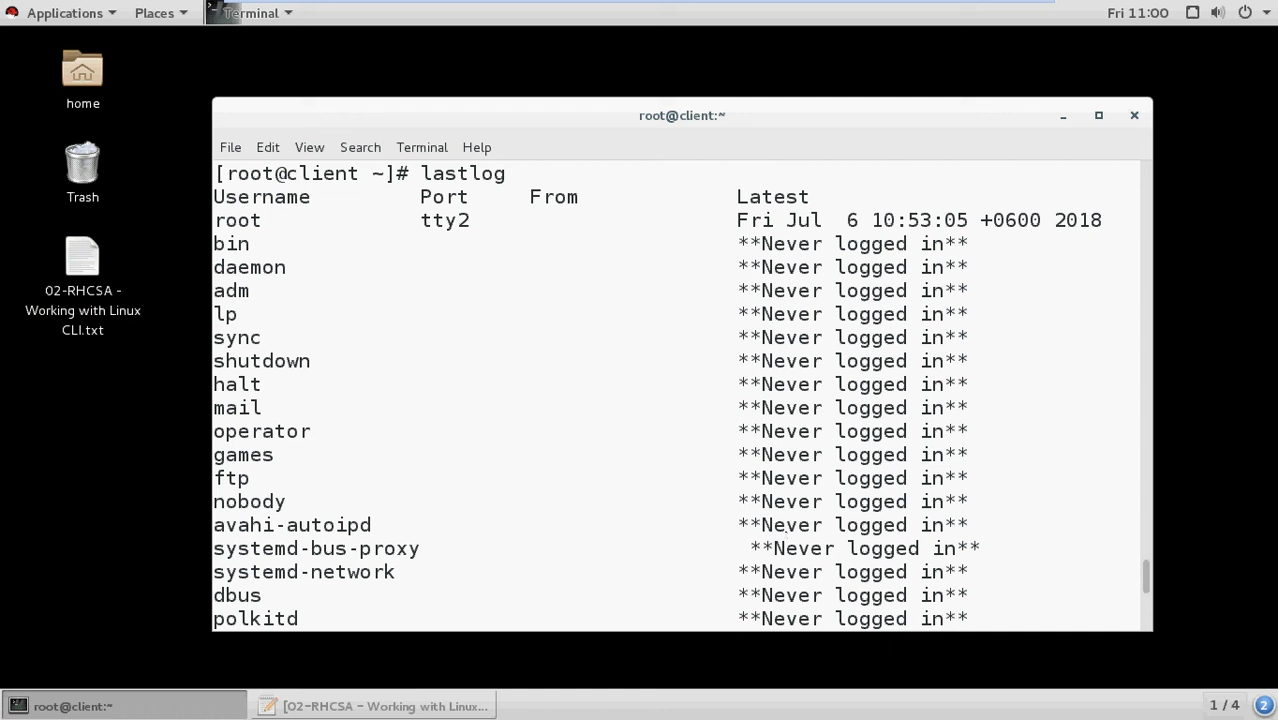 Applications Places Terminal Fri 11:00
home
Trash
02-RHCSA -
Working with Linux
CLI.txt
root@client:~
File Edit View Search Terminal Help
[root@client ~]# lastlog
Username Port From Latest
root tty2 Fri Jul  6 10:53:05 +0600 2018
bin **Never logged in**
daemon **Never logged in**
adm **Never logged in**
lp **Never logged in**
sync **Never logged in**
shutdown **Never logged in**
halt **Never logged in**
mail **Never logged in**
operator **Never logged in**
games **Never logged in**
ftp **Never logged in**
nobody **Never logged in**
avahi-autoipd **Never logged in**
systemd-bus-proxy **Never logged in**
systemd-network **Never logged in**
dbus **Never logged in**
polkitd **Never logged in**
root@client:~ [02-RHCSA - Working with Linux... 1 / 4 2